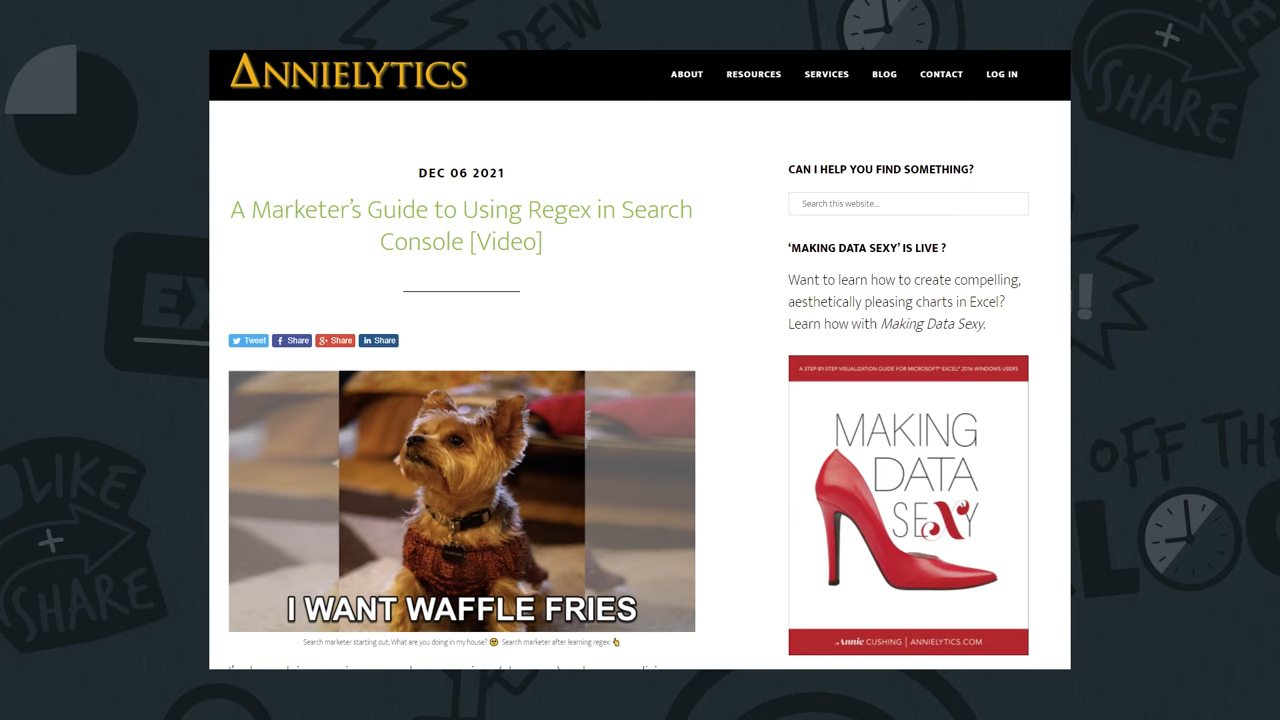 ANNIELYTICS
ABOUT RESOURCES SERVICES BLOG CONTACT LOG IN
DEC 06 2021
A Marketer's Guide to Using Regex in Search
Console [Video]
Tweet Share Share Share
I WANT WAFFLE FRIES
Search marketer starting out: What are you doing in my house? 🤨 Search marketer after learning regex: 👆
CAN I HELP YOU FIND SOMETHING?
Search this website...
‘MAKING DATA SEXY’ IS LIVE ?
Want to learn how to create compelling,
aesthetically pleasing charts in Excel?
Learn how with Making Data Sexy.
A STEP-BY-STEP VISUALIZATION GUIDE FOR MICROSOFT® EXCEL® 2016 WINDOWS USERS
MAKING
DATA
SEXY
Annie CUSHING | ANNIELYTICS.COM
SHARE
LIKE
SHARE
OFF THE